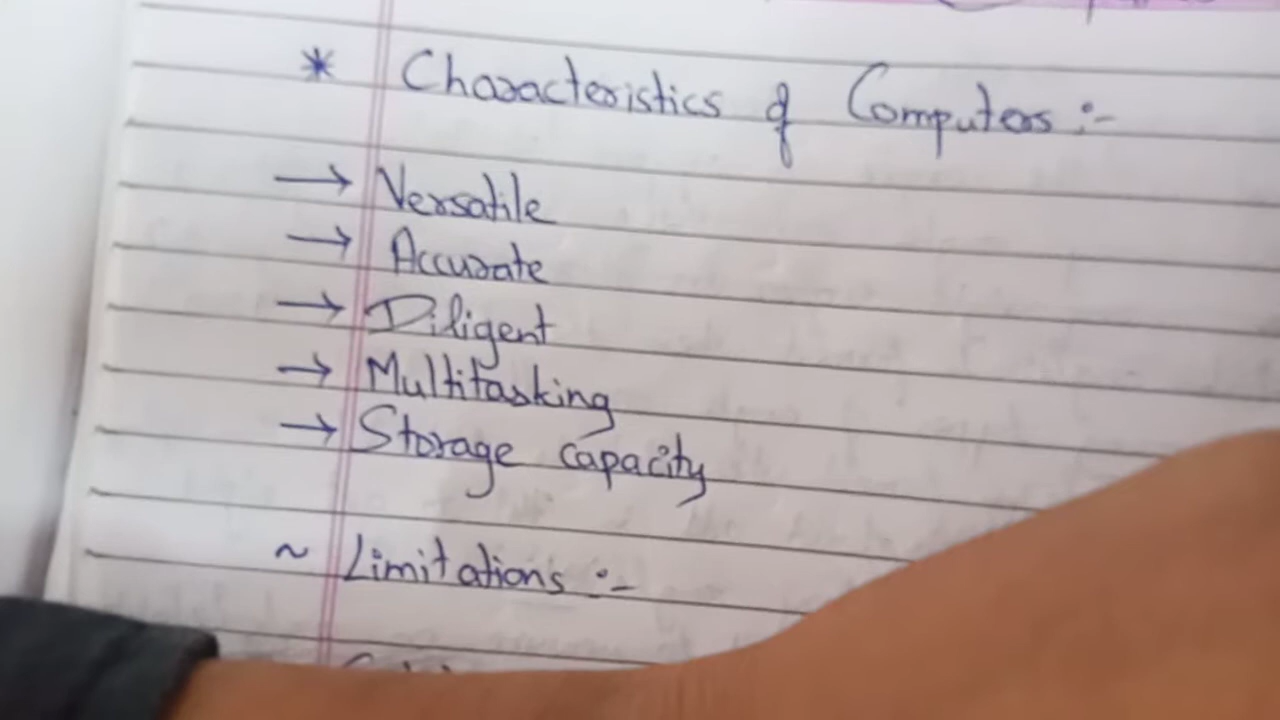 * Characteristics of Computers :-
→ Versatile
→ Accurate
→ Diligent
→ Multitasking
→ Storage capacity
~ Limitations :-